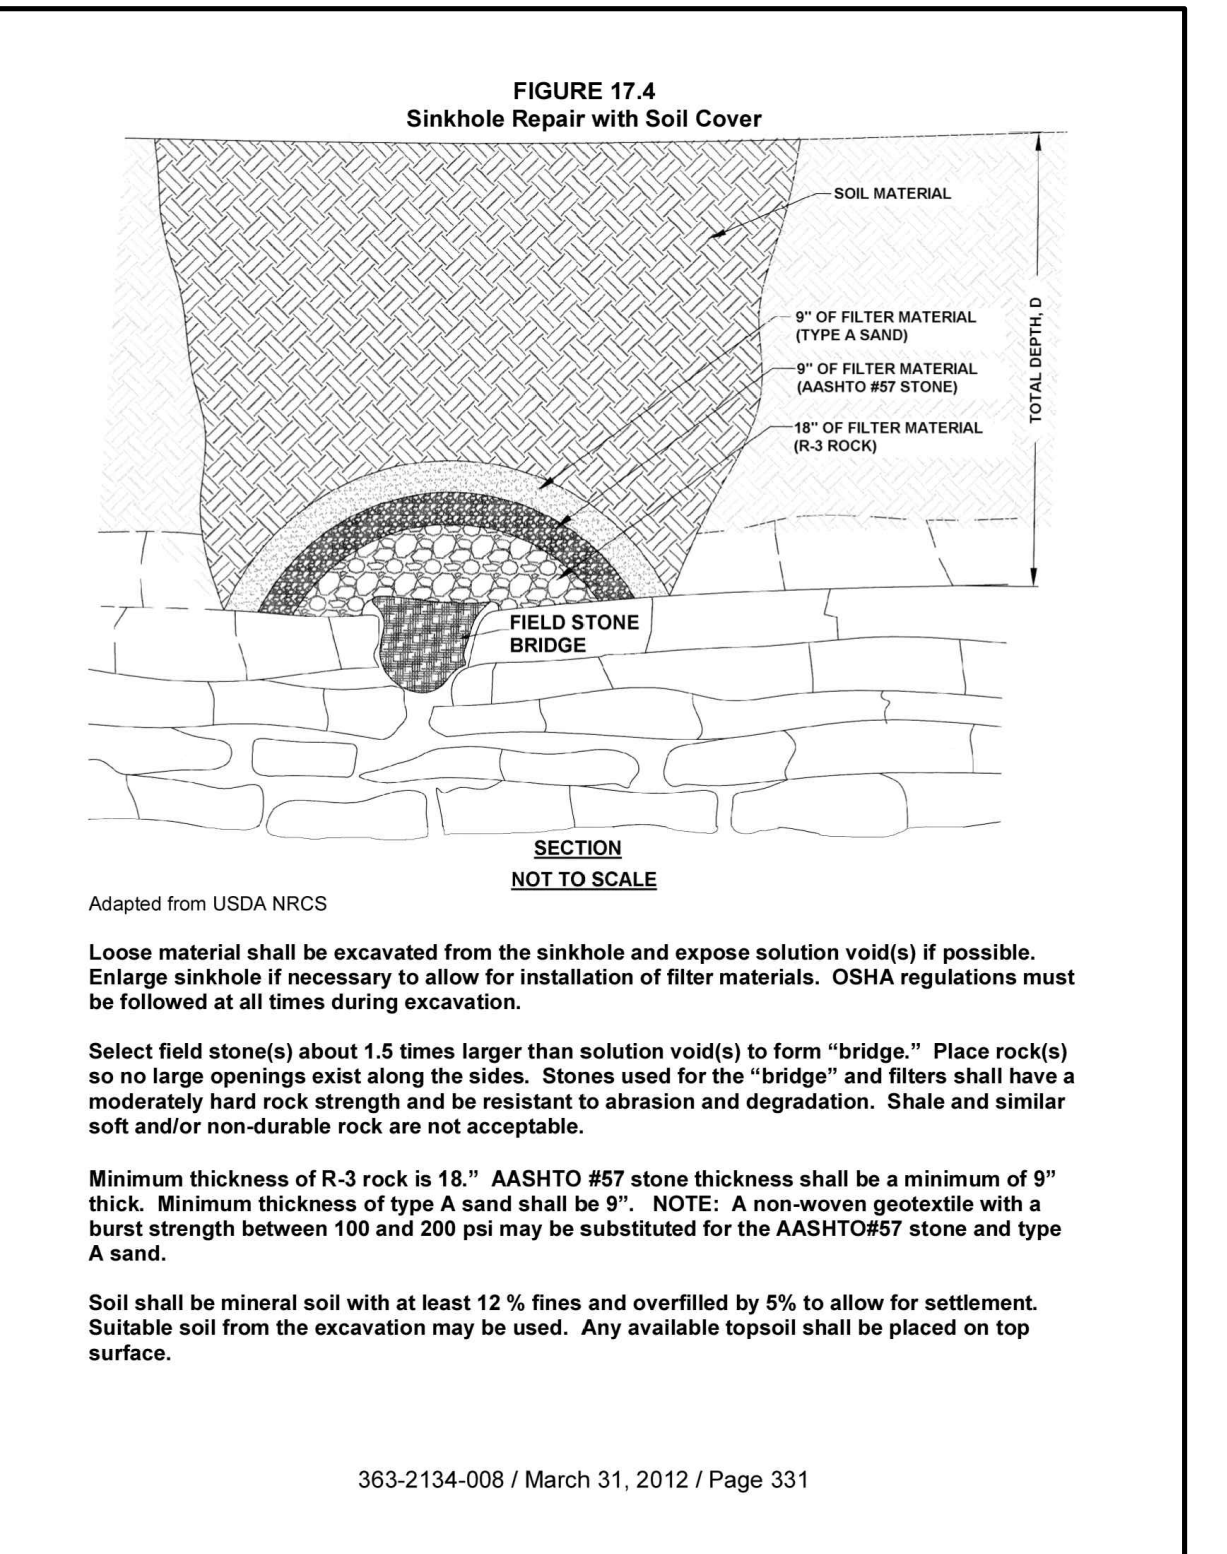 FIGURE 17.4
Sinkhole Repair with Soil Cover
SOIL MATERIAL
9" OF FILTER MATERIAL
(TYPE A SAND)
9" OF FILTER MATERIAL
(AASHTO #57 STONE)
18" OF FILTER MATERIAL
(R-3 ROCK)
TOTAL DEPTH, D
FIELD STONE
BRIDGE
SECTION
NOT TO SCALE
Adapted from USDA NRCS
Loose material shall be excavated from the sinkhole and expose solution void(s) if possible.
Enlarge sinkhole if necessary to allow for installation of filter materials. OSHA regulations must
be followed at all times during excavation.
Select field stone(s) about 1.5 times larger than solution void(s) to form “bridge.” Place rock(s)
so no large openings exist along the sides. Stones used for the “bridge” and filters shall have a
moderately hard rock strength and be resistant to abrasion and degradation. Shale and similar
soft and/or non-durable rock are not acceptable.
Minimum thickness of R-3 rock is 18.” AASHTO #57 stone thickness shall be a minimum of 9”
thick. Minimum thickness of type A sand shall be 9”. NOTE: A non-woven geotextile with a
burst strength between 100 and 200 psi may be substituted for the AASHTO#57 stone and type
A sand.
Soil shall be mineral soil with at least 12 % fines and overfilled by 5% to allow for settlement.
Suitable soil from the excavation may be used. Any available topsoil shall be placed on top
surface.
363-2134-008 / March 31, 2012 / Page 331